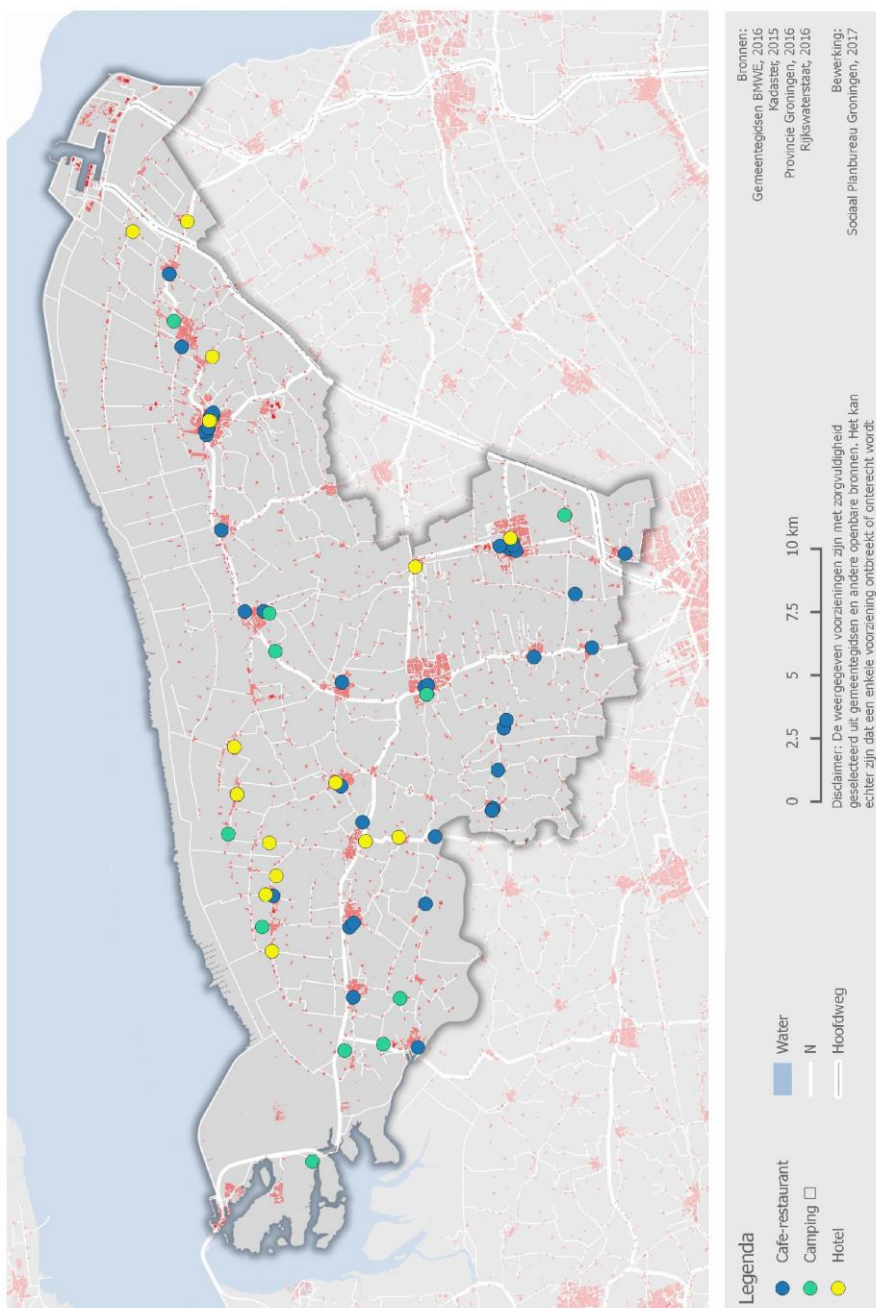 Legenda
Cafe-restaurant
Camping □
Hotel
Water
N
Hoofdweg
0 2.5 5 7.5 10 km
Disclaimer: De weergegeven voorzieningen zijn met zorgvuldigheid
geselecteerd uit gemeentegidsen en andere openbare bronnen. Het kan
echter zijn dat een enkele voorziening ontbreekt of onterecht wordt
Bronnen:
Gemeentegidsen BMWE, 2016
Kadaster, 2015
Provincie Groningen, 2016
Rijkswaterstaat, 2016
Bewerking:
Sociaal Planbureau Groningen, 2017